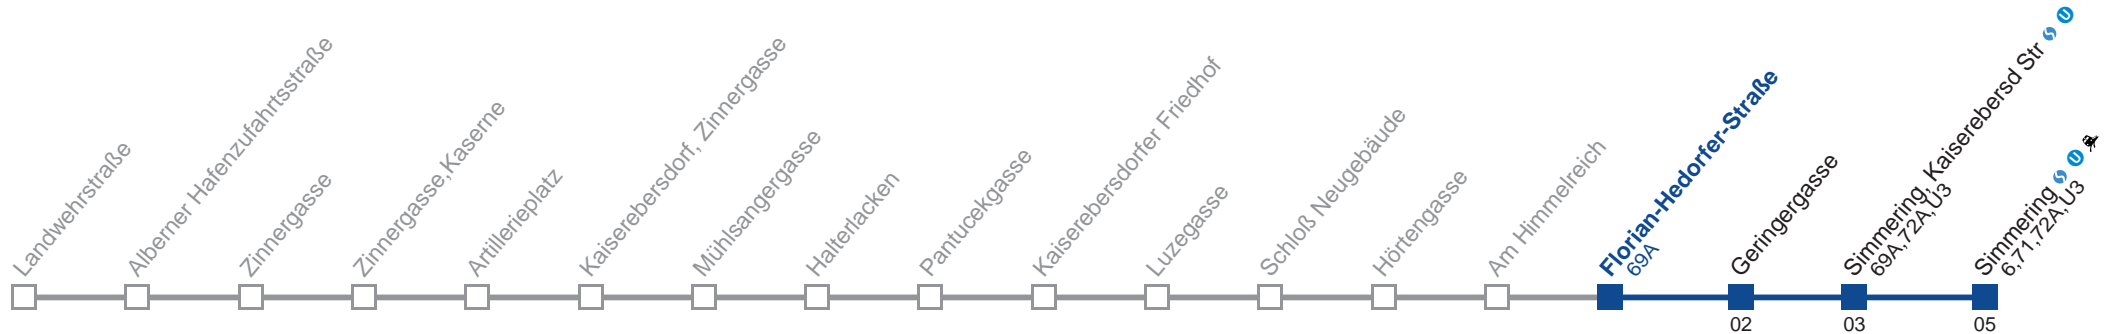 Landwehrstraße
Alberner Hafenzufahrtsstraße
Zinnergasse
Zinnergasse,Kaserne
Artillerieplatz
Kaiserebersdorf, Zinnergasse
Mühlsangergasse
Halterlacken
Pantucekgasse
Kaiserebersdorfer Friedhof
Luzegasse
Schloß Neugebäude
Hörtengasse
Am Himmelreich
Florian-Hedorfer-Straße
69A
Geringergasse
Simmering, Kaiserebersd Str S U
69A,72A,U3
Simmering S U
6,71,72A,U3
02
03
05